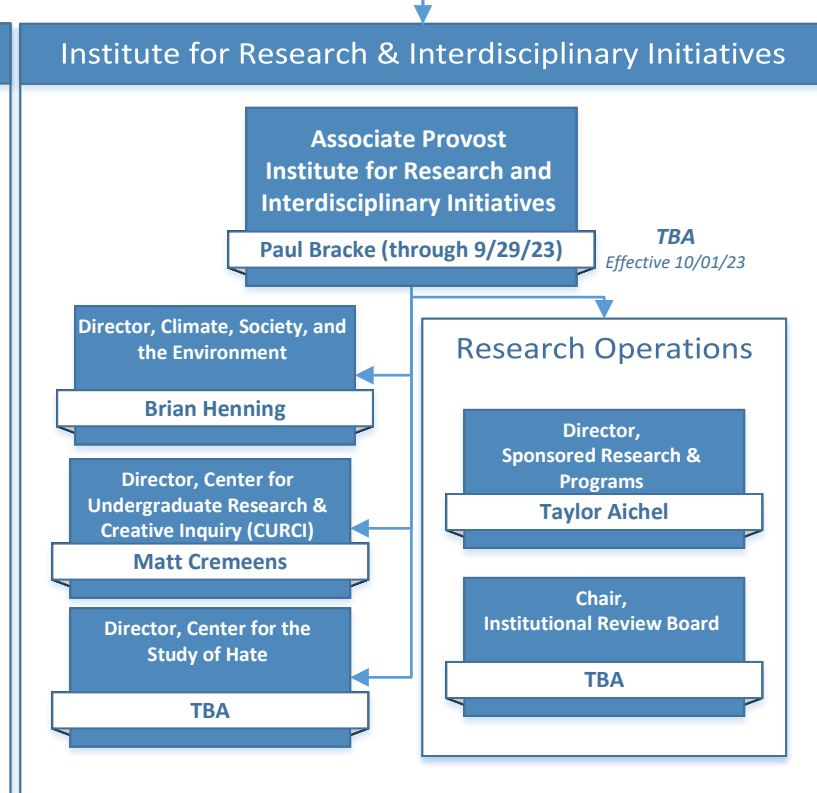 Institute for Research & Interdisciplinary Initiatives
Associate Provost
Institute for Research and
Interdisciplinary Initiatives
Paul Bracke (through 9/29/23)
TBA
Effective 10/01/23
Director, Climate, Society, and
the Environment
Brian Henning
Director, Center for
Undergraduate Research &
Creative Inquiry (CURCI)
Matt Cremeens
Director, Center for the
Study of Hate
TBA
Research Operations
Director,
Sponsored Research &
Programs
Taylor Aichel
Chair,
Institutional Review Board
TBA